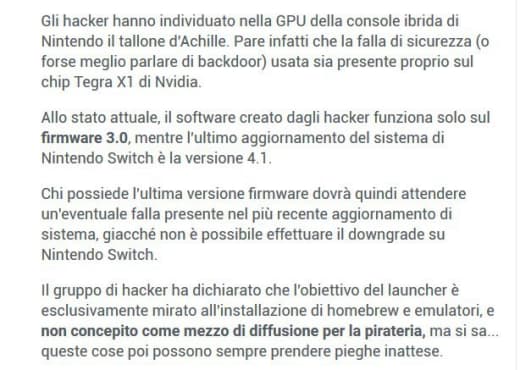 Gli hacker hanno individuato nella GPU della console ibrida di
Nintendo il tallone d'Achille. Pare infatti che la falla di sicurezza (o
forse meglio parlare di backdoor) usata sia presente proprio sul
chip Tegra X1 di Nvidia.
Allo stato attuale, il software creato dagli hacker funziona solo sul
firmware 3.0, mentre l'ultimo aggiornamento del sistema di
Nintendo Switch è la versione 4.1.
Chi possiede l'ultima versione firmware dovrà quindi attendere
un'eventuale falla presente nel più recente aggiornamento di
sistema, giacché non è possibile effettuare il downgrade su
Nintendo Switch.
Il gruppo di hacker ha dichiarato che l'obiettivo del launcher è
esclusivamente mirato all'installazione di homebrew e emulatori, e
non concepito come mezzo di diffusione per la pirateria, ma si sa...
queste cose poi possono sempre prendere pieghe inattese.